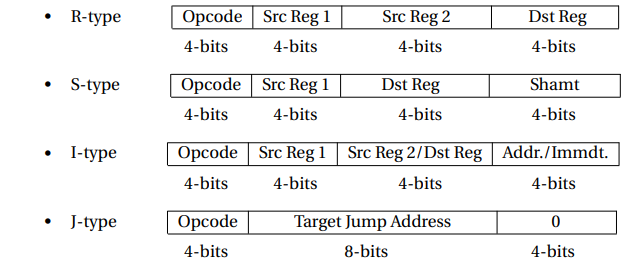 • R-type Opcode Src Reg 1 Src Reg 2 Dst Reg
4-bits 4-bits 4-bits 4-bits
• S-type Opcode Src Reg 1 Dst Reg Shamt
4-bits 4-bits 4-bits 4-bits
• I-type Opcode Src Reg 1 Src Reg 2/Dst Reg Addr./Immdt.
4-bits 4-bits 4-bits 4-bits
• J-type Opcode Target Jump Address 0
4-bits 8-bits 4-bits